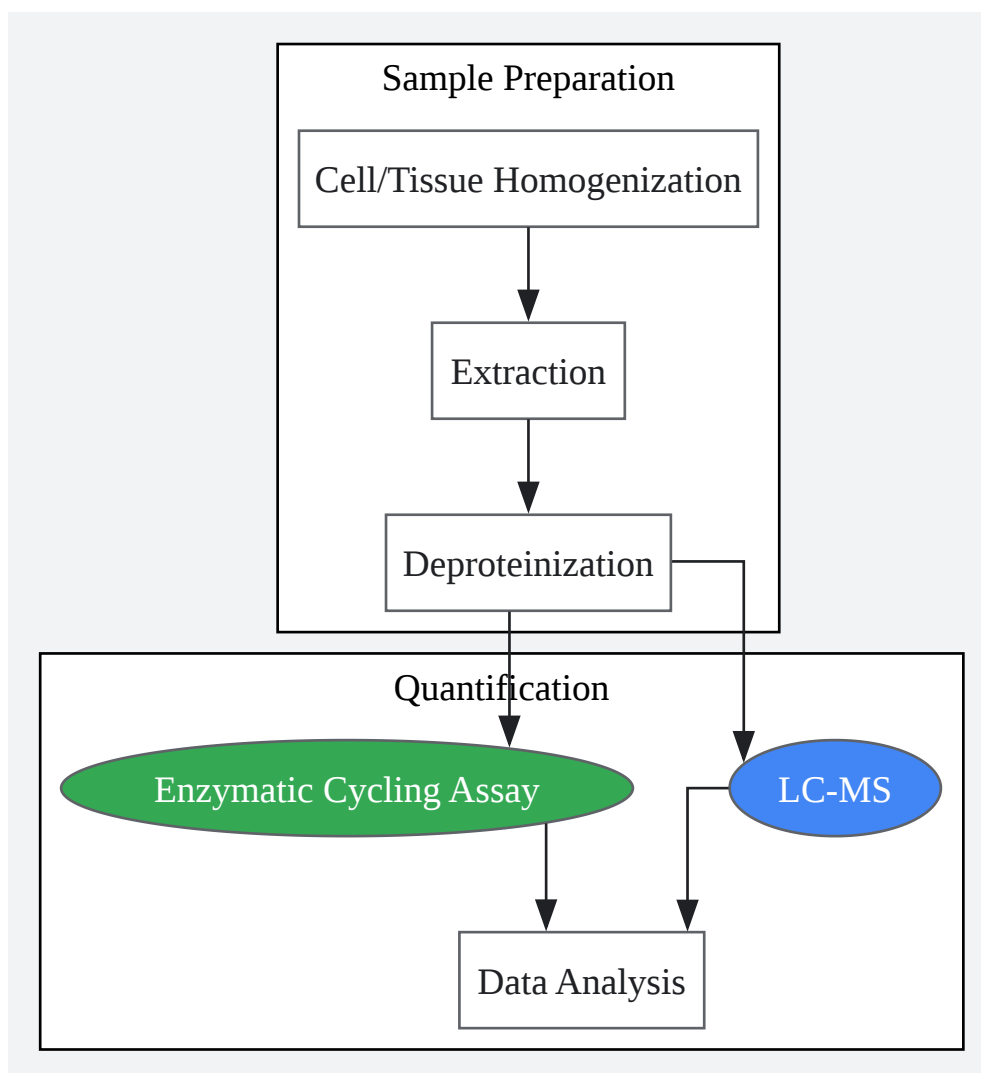 Sample Preparation
Cell/Tissue Homogenization
Extraction
Deproteinization
Quantification
Enzymatic Cycling Assay
LC-MS
Data Analysis